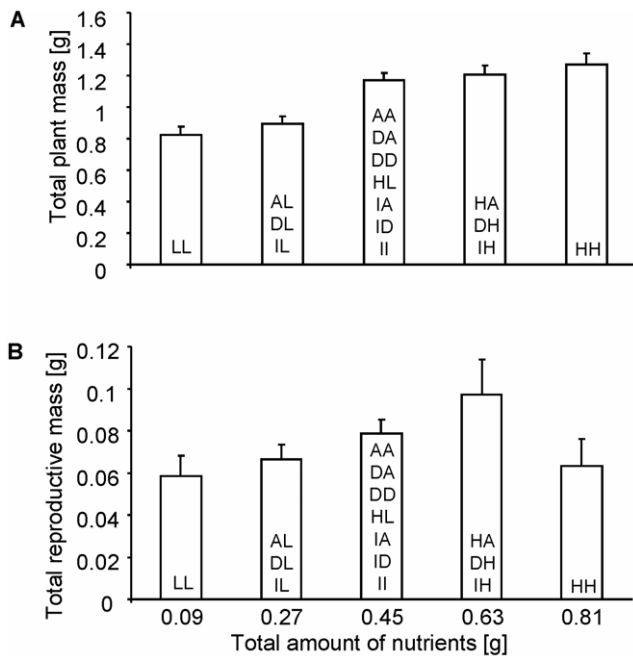 A
Total plant mass [g]
1.6
1.4
1.2
1
0.8
0.6
0.4
0.2
0
LL
AL
DL
IL
AA
DA
DD
HL
IA
ID
II
HA
DH
IH
HH
B
Total reproductive mass [g]
0.12
0.1
0.08
0.06
0.04
0.02
0
LL
AL
DL
IL
AA
DA
DD
HL
IA
ID
II
HA
DH
IH
HH
0.09 0.27 0.45 0.63 0.81
Total amount of nutrients [g]